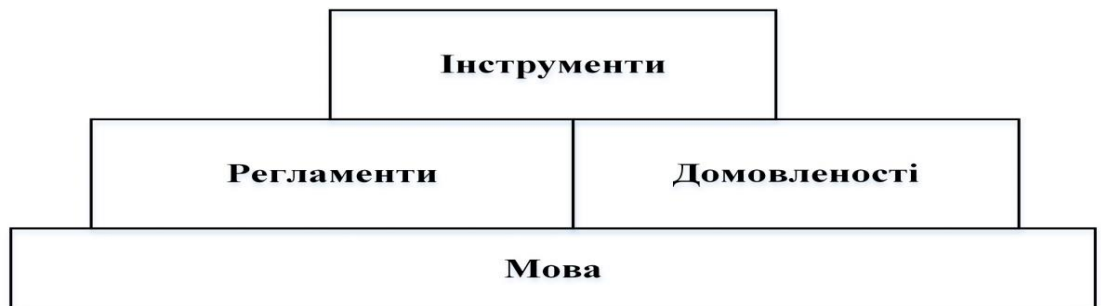 Інструменти
Регламенти
Домовленості
Мова